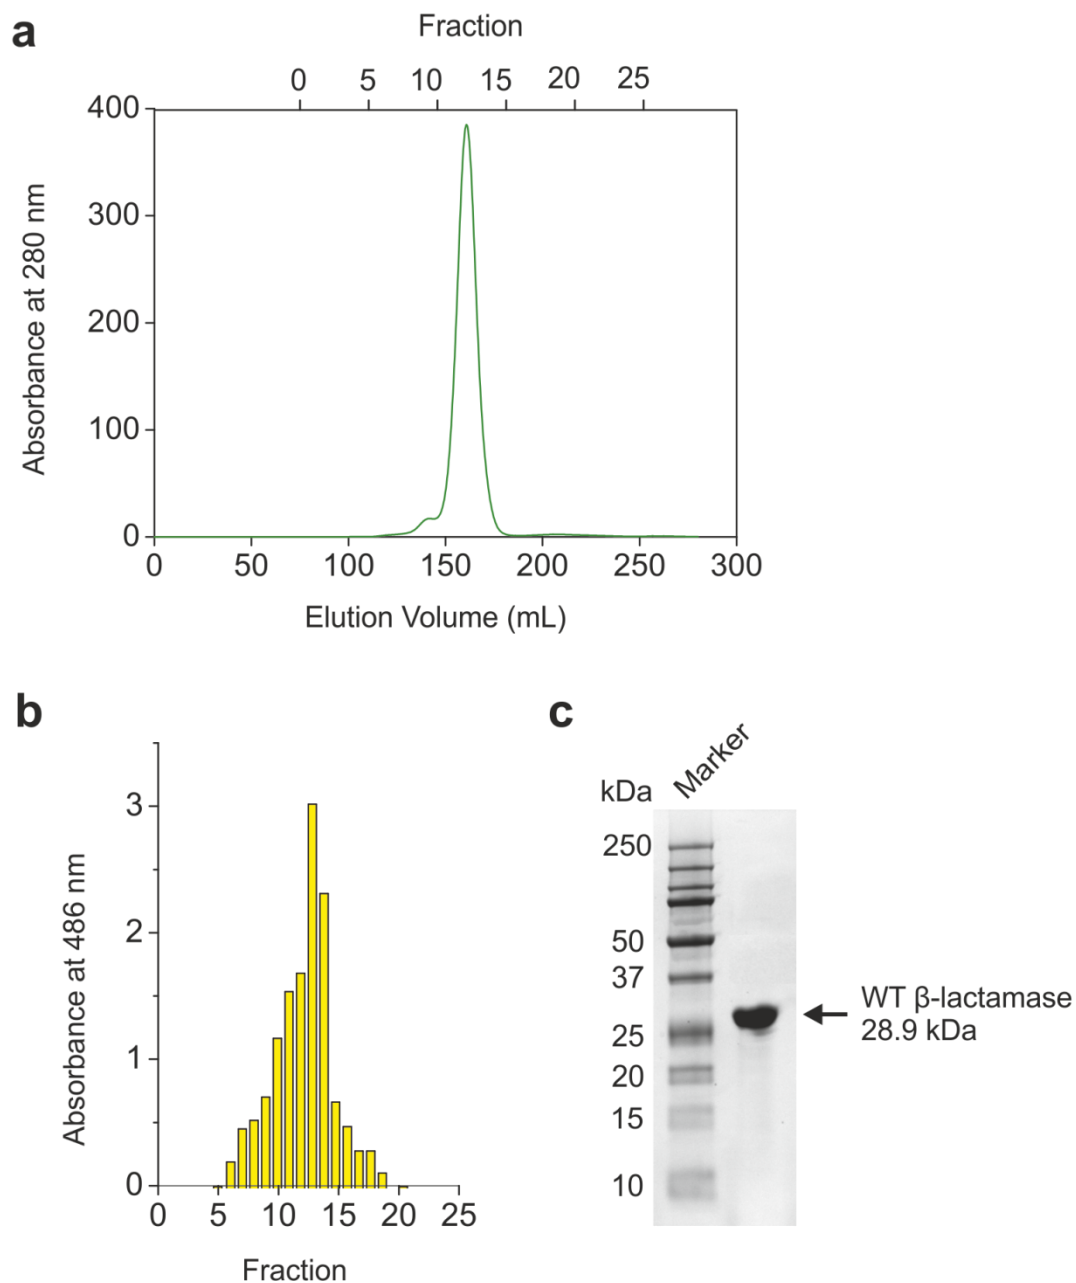 a
Fraction
0 5 10 15 20 25
400
300
200
100
0
Absorbance at 280 nm
0 50 100 150 200 250 300
Elution Volume (mL)
b
3
2
1
0
Absorbance at 486 nm
0 5 10 15 20 25
Fraction
c
Marker
kDa
250
50
37
25
20
15
10
WT β-lactamase
28.9 kDa